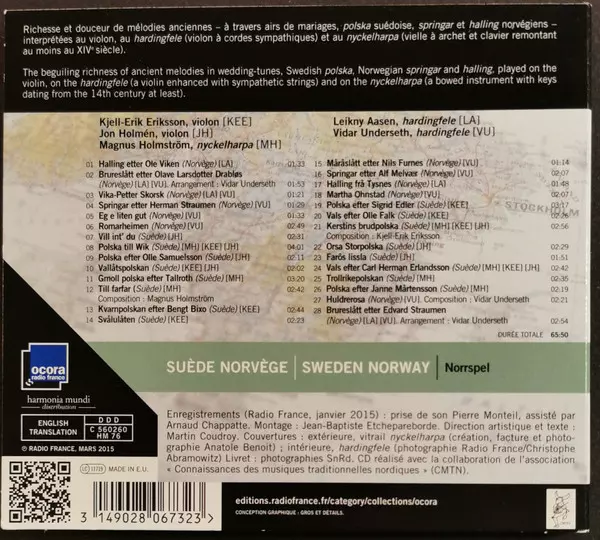 Richesse et douceur de mélodies anciennes – à travers airs de mariages, polska suédoise, springar et halling norvégiens –
interprétées au violon, au hardingfele (violon à cordes sympathiques) et au nyckelharpa (vielle à archet et clavier remontant
au moins au XIVe siècle).
The beguiling richness of ancient melodies in wedding-tunes, Swedish polska, Norwegian springar and halling, played on the
violin, on the hardingfele (a violin enhanced with sympathetic strings) and on the nyckelharpa (a bowed instrument with keys
dating from the 14th century at least).
Kjell-Erik Eriksson, violon [KEE]
Jon Holmén, violon [JH]
Magnus Holmström, nyckelharpa [MH]
Leikny Aasen, hardingfele [LA]
Vidar Underseth, hardingfele [VU]
01 Halling etter Ole Viken (Norvège) [LA] 01:33
02 Brureslått etter Olave Larsdotter Drabløs
(Norvège) [LA] [VU]. Arrangement : Vidar Underseth 01:53
03 Vika-Petter Skorsk (Norvège) [LA] 01:21
04 Springar etter Herman Straumen (Norvège) [VU] 01:29
05 Eg e liten gut (Norvège) [VU] 01:33
06 Romarheimen (Norvège) [VU] 02:49
07 Vill int' da (Suède) [JH] 02:31
08 Polska till Wik (Suède) [MH] [KEE] [JH] 04:01
09 Polska efter Olle Samuelsson (Suède) [JH] 02:11
10 Vallåtspolskan (Suède) [KEE] [JH] 02:02
11 Gmoll polska efter Tallroth (Suède) [MH] 03:22
12 Till farfar (Suède) [MH] 02:42
Composition : Magnus Holmström
13 Kvarnpolskan efter Bengt Bixo (Suède) [KEE] 01:44
14 Svålulåten (Suède) [KEE] 02:23
15 Måråslått etter Nils Furnes (Norvège) [VU] 01:14
16 Springar etter Alf Melvær (Norvège) [VU] 02:07
17 Halling frå Tysnes (Norvège) [LA] 01:48
18 Martha Ohnstad (Norvège) [VU] 02:07
19 Polska efter Sigrid Edler (Suède) [KEE] 03:17
20 Vals efter Olle Falk (Suède) [KEE] 02:36
21 Kerstins brudpolska (Suède) [MH] [KEE] [JH] 02:56
Composition : Kjell-Erik Eriksson
22 Orsa Storpolska (Suède) [JH] 02:29
23 Farös lissla (Suède) [JH] 01:51
24 Vals efter Carl Herman Erlandsson (Suède) [MH] [KEE] [JH] 02:42
25 Trollrikepolskan (Suède) [MH] 02:35
26 Polska efter Janne Mårtensson (Suède) [MH] 02:19
27 Huldrerosa (Norvège) [VU]. Composition : Vidar Underseth 02:21
28 Brureslått etter Edvard Straumen
(Norvège) [LA] [VU]. Arrangement : Vidar Underseth 02:54
DURÉE TOTALE 65:50
STOCKHOLM
SUÈDE NORVÈGE | SWEDEN NORWAY | Norrspel
ocora
radio france
harmonia mundi
distribution
ENGLISH
TRANSLATION
D D D
C 560260
HM 76
© RADIO FRANCE, MARS 2015
Enregistrements (Radio France, janvier 2015) : prise de son Pierre Monteil, assisté par
Arnaud Chappatte. Montage : Jean-Baptiste Etchepareborde. Direction artistique et texte :
Martin Coudroy. Couvertures : extérieure, vitrail nyckelharpa (création, facture et photo-
graphie Anatole Benoit) ; intérieure, hardingfele (photographie Radio France/Christophe
Abramowitz) Livret : photographies SnRd. CD réalisé avec la collaboration de l'association
« Connaissances des musiques traditionnelles nordiques » (CMTN).
LC 17719
MADE IN E.U.
3 149028 067323 >
editions.radiofrance.fr/category/collections/ocora
CONCEPTION GRAPHIQUE : GROS ET DÉTAILS.